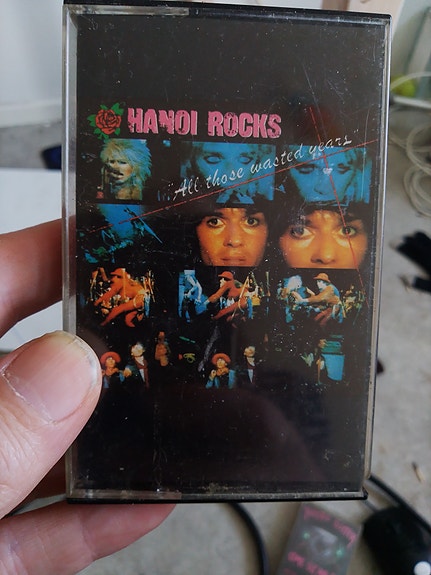 HANOI ROCKS
"All those wasted years"